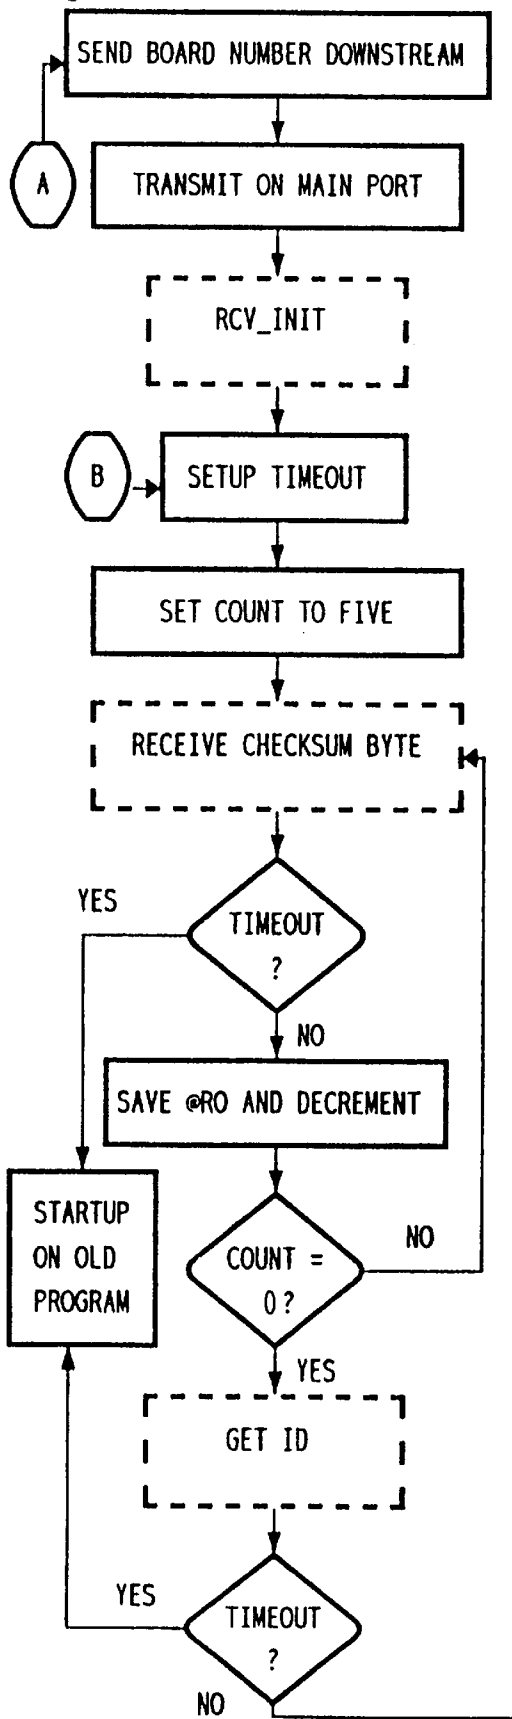 SEND BOARD NUMBER DOWNSTREAM
A
TRANSMIT ON MAIN PORT
RCV_INIT
B
SETUP TIMEOUT
SET COUNT TO FIVE
RECEIVE CHECKSUM BYTE
YES
TIMEOUT
?
NO
SAVE @RO AND DECREMENT
STARTUP
ON OLD
PROGRAM
COUNT =
0?
NO
YES
GET ID
YES
TIMEOUT
?
NO